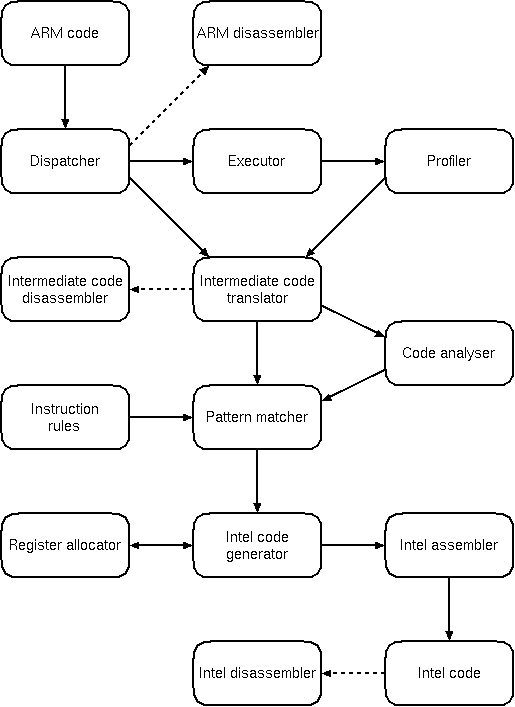 ARM code
ARM disassembler
Dispatcher
Executor
Profiler
Intermediate code
disassembler
Intermediate code
translator
Code analyser
Instruction
rules
Pattern matcher
Register allocator
Intel code
generator
Intel assembler
Intel disassembler
Intel code